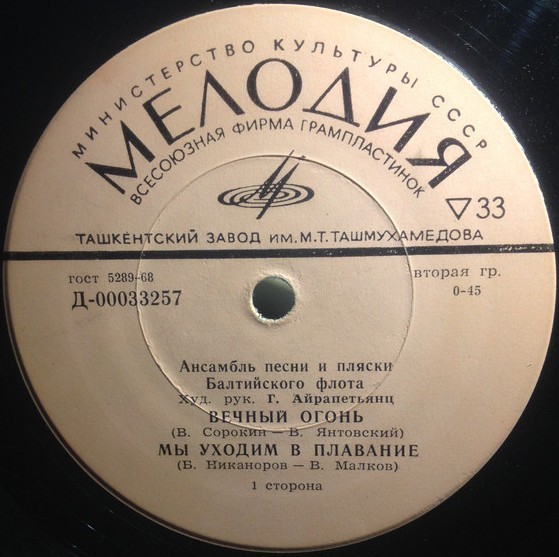 МИНИСТЕРСТВО КУЛЬТУРЫ СССР
МЕЛОДИЯ
ВСЕСОЮЗНАЯ ФИРМА ГРАМПЛАСТИНОК
▽33
ТАШКЕНТСКИЙ ЗАВОД ИМ. М.Т. ТАШМУХАМЕДОВА
гост 5289-68
вторая гр.
Д-00033257
0-45
Ансамбль песни и пляски
Балтийского флота
Худ. рук. Г. Айрапетьянц
ВЕЧНЫЙ ОГОНЬ
(В. Сорокин — В. Янтовский)
МЫ УХОДИМ В ПЛАВАНИЕ
(Б. Никаноров — В. Малков)
1 сторона